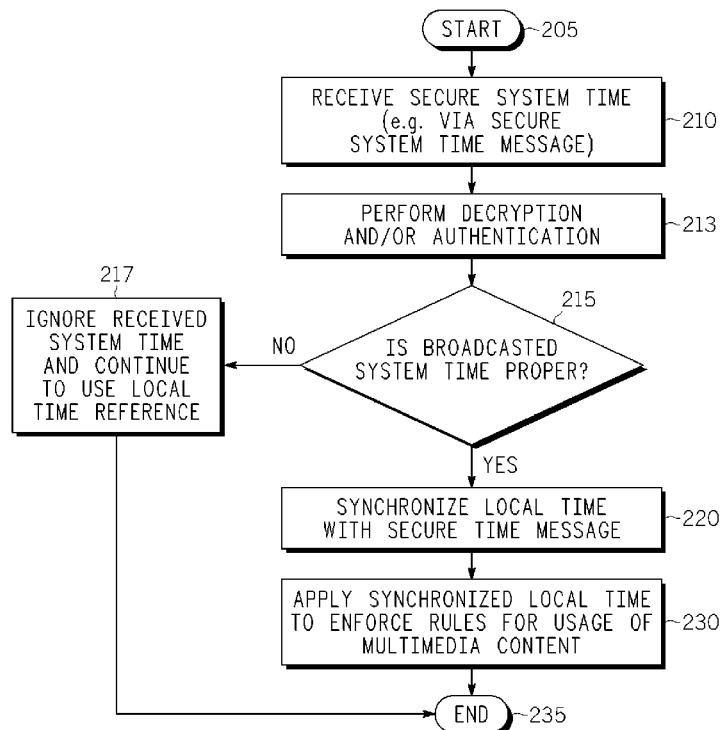 START
205
RECEIVE SECURE SYSTEM TIME
(e.g. VIA SECURE
SYSTEM TIME MESSAGE)
210
PERFORM DECRYPTION
AND/OR AUTHENTICATION
213
217
215
IGNORE RECEIVED
SYSTEM TIME
AND CONTINUE
TO USE LOCAL
TIME REFERENCE
NO
IS BROADCASTED
SYSTEM TIME PROPER?
YES
SYNCHRONIZE LOCAL TIME
WITH SECURE TIME MESSAGE
220
APPLY SYNCHRONIZED LOCAL TIME
TO ENFORCE RULES FOR USAGE OF
MULTIMEDIA CONTENT
230
END
235